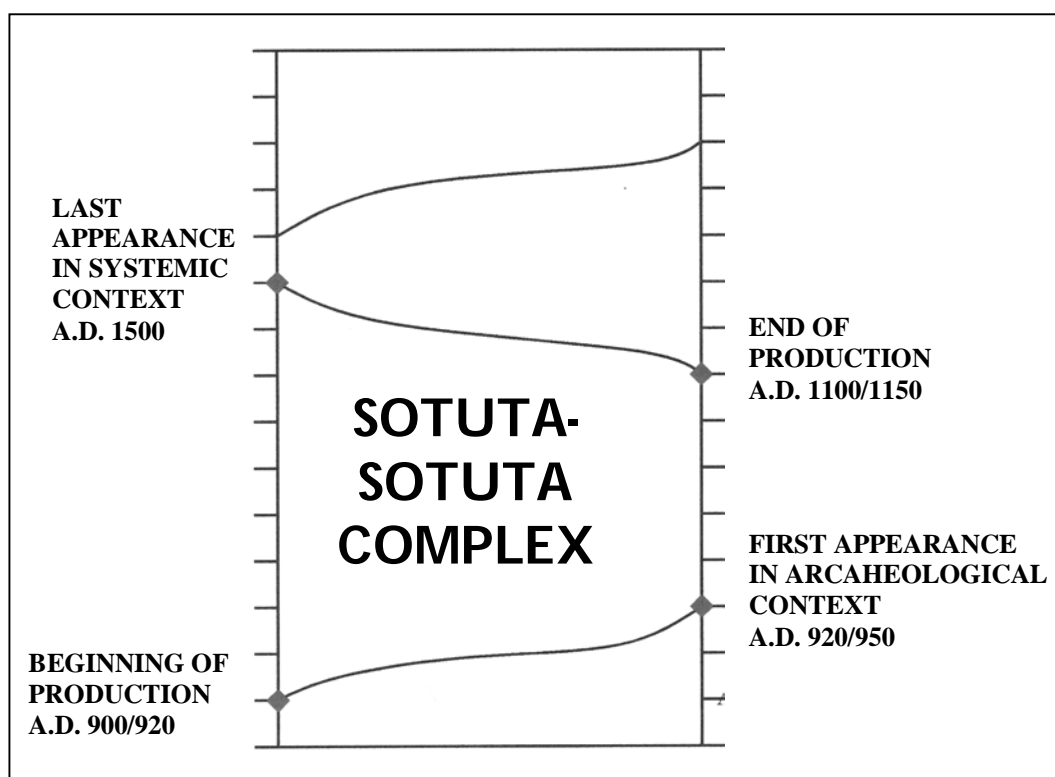 LAST
APPEARANCE
IN SYSTEMIC
CONTEXT
A.D. 1500
END OF
PRODUCTION
A.D. 1100/1150
SOTUTA-
SOTUTA
COMPLEX
FIRST APPEARANCE
IN ARCAHEOLOGICAL
CONTEXT
A.D. 920/950
BEGINNING OF
PRODUCTION
A.D. 900/920